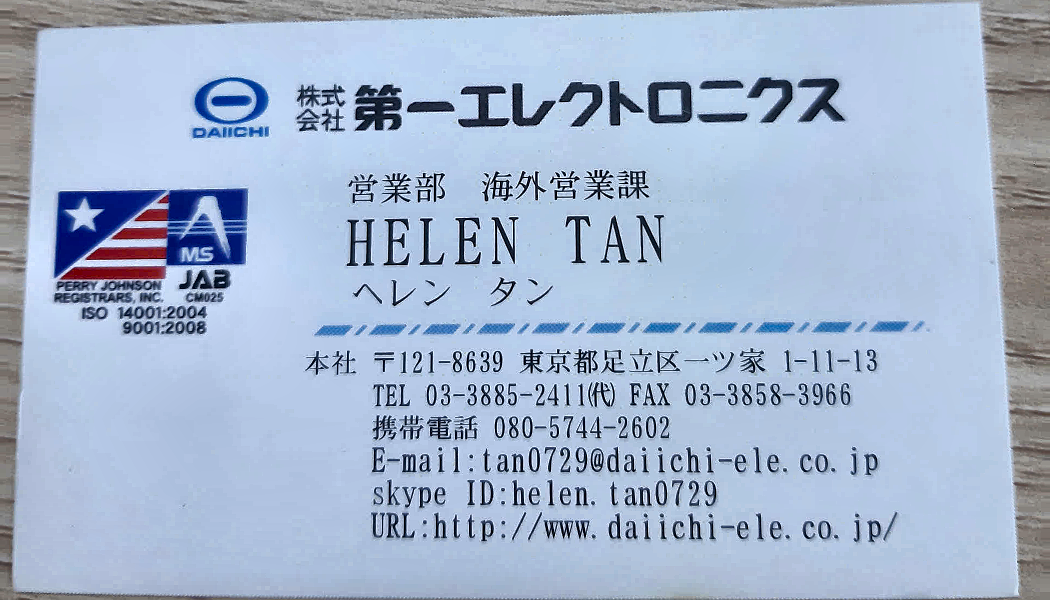 DAIICHI
株式会社 第一エレクトロニクス
営業部 海外営業課
HELEN TAN
ヘレン タン
MS
PERRY JOHNSON
REGISTRARS, INC.
JAB
CM025
ISO 14001:2004
9001:2008
本社 〒121-8639 東京都足立区一ツ家 1-11-13
TEL 03-3885-2411㈹ FAX 03-3858-3966
携帯電話 080-5744-2602
E-mail:tan0729@daiichi-ele.co.jp
skype ID:helen.tan0729
URL:http://www.daiichi-ele.co.jp/